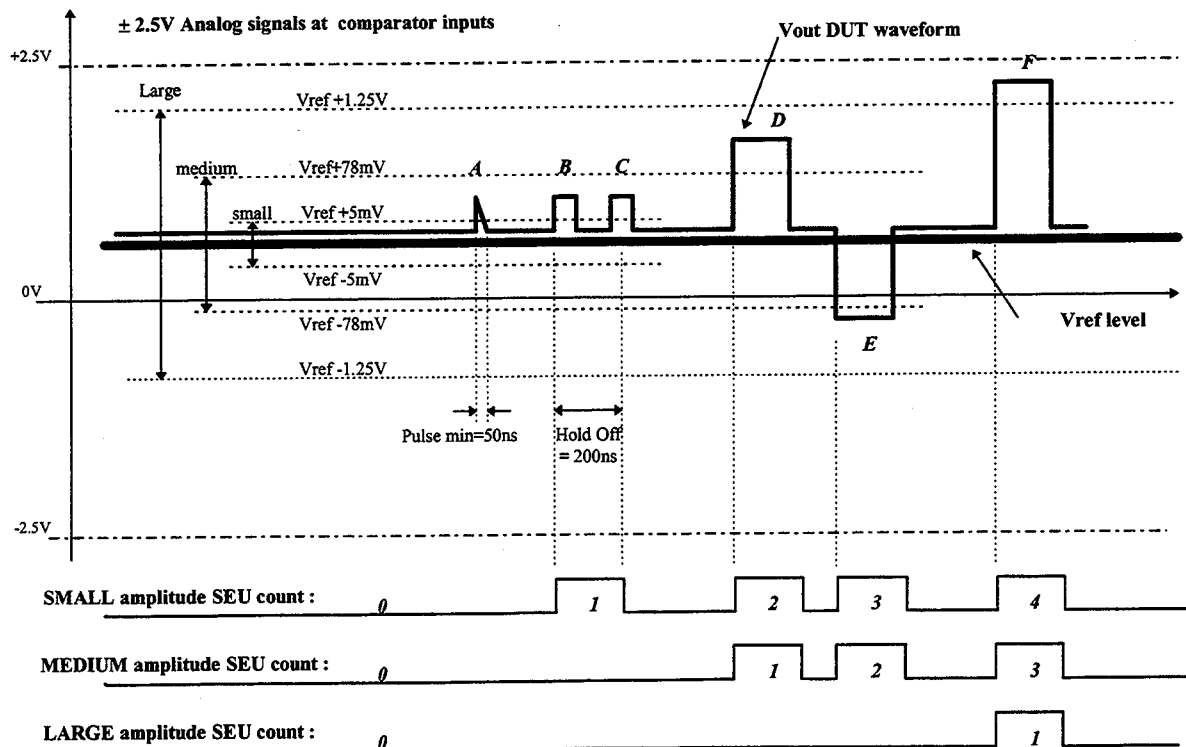 ± 2.5V Analog signals at comparator inputs
Vout DUT waveform
+2.5V
F
Large
Vref +1.25V
D
medium
Vref+78mV
A
B
C
small
Vref +5mV
Vref -5mV
0V
Vref -78mV
Vref level
E
Vref -1.25V
Pulse min=50ns
Hold Off
= 200ns
-2.5V
SMALL amplitude SEU count : 0 1 2 3 4
MEDIUM amplitude SEU count : 0 1 2 3
LARGE amplitude SEU count : 0 1